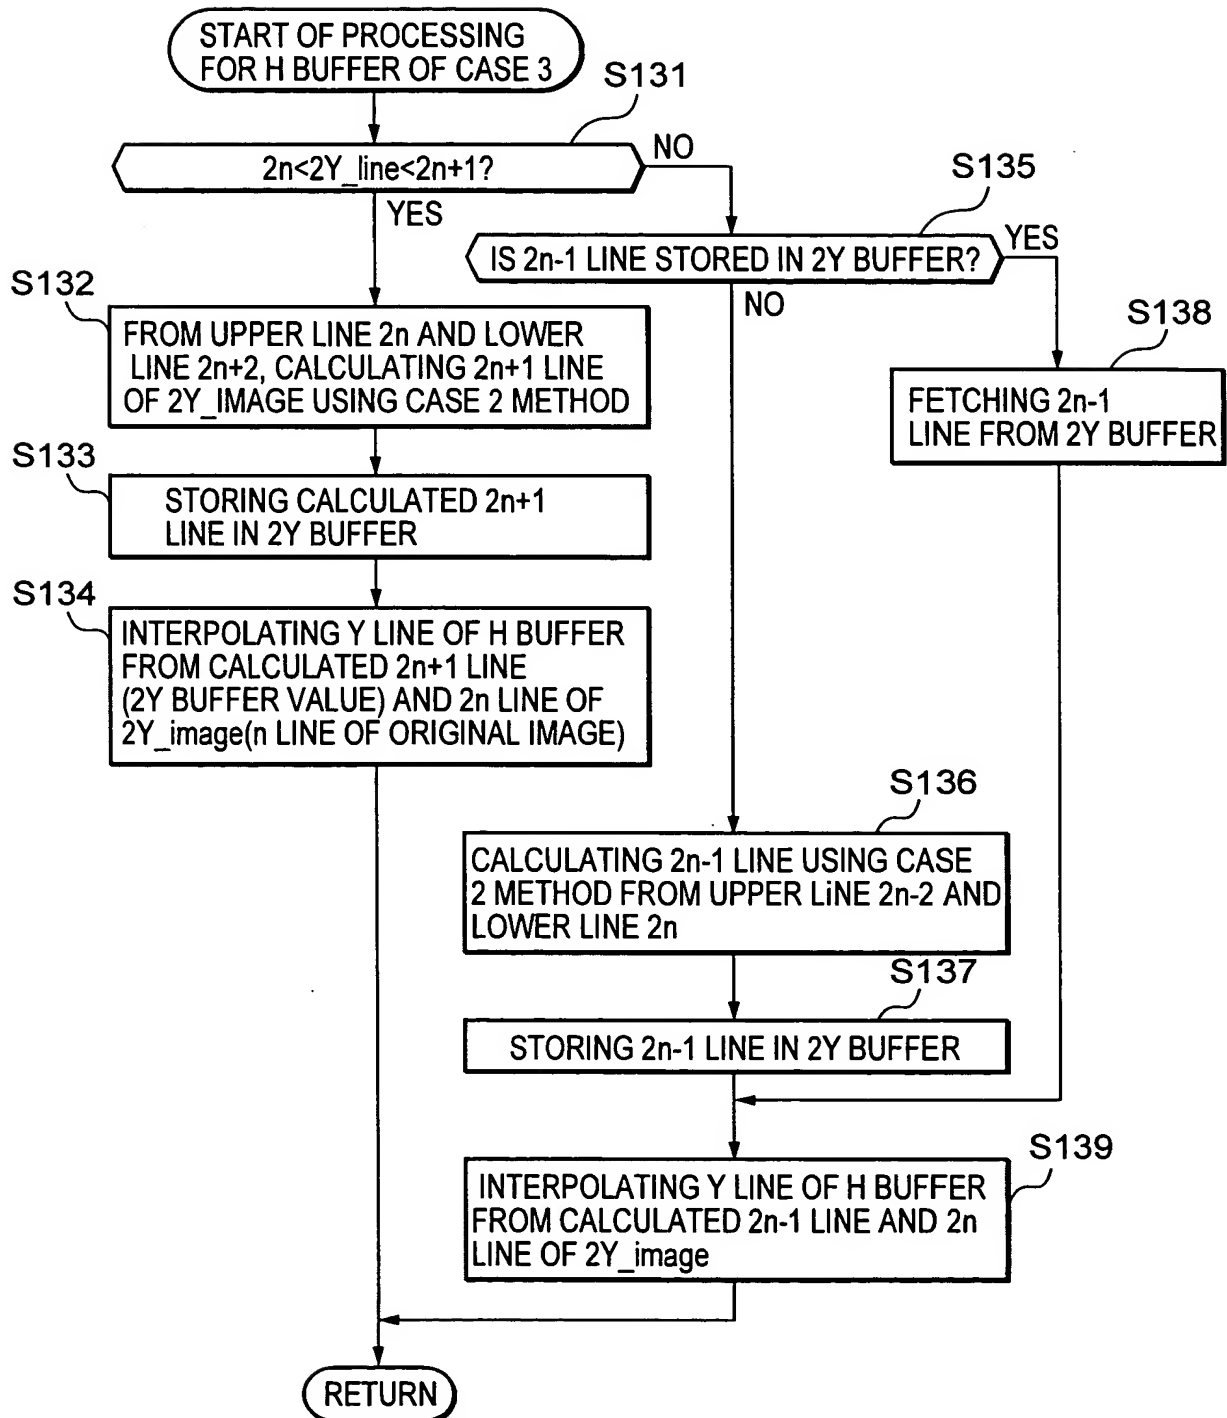 START OF PROCESSING
FOR H BUFFER OF CASE 3
S131
2n<2Y_line<2n+1?
NO
YES
S135
IS 2n-1 LINE STORED IN 2Y BUFFER?
YES
NO
S132
FROM UPPER LINE 2n AND LOWER
LINE 2n+2, CALCULATING 2n+1 LINE
OF 2Y_IMAGE USING CASE 2 METHOD
S138
FETCHING 2n-1
LINE FROM 2Y BUFFER
S133
STORING CALCULATED 2n+1
LINE IN 2Y BUFFER
S134
INTERPOLATING Y LINE OF H BUFFER
FROM CALCULATED 2n+1 LINE
(2Y BUFFER VALUE) AND 2n LINE OF
2Y_image(n LINE OF ORIGINAL IMAGE)
S136
CALCULATING 2n-1 LINE USING CASE
2 METHOD FROM UPPER LiNE 2n-2 AND
LOWER LINE 2n
S137
STORING 2n-1 LINE IN 2Y BUFFER
S139
INTERPOLATING Y LINE OF H BUFFER
FROM CALCULATED 2n-1 LINE AND 2n
LINE OF 2Y_image
RETURN